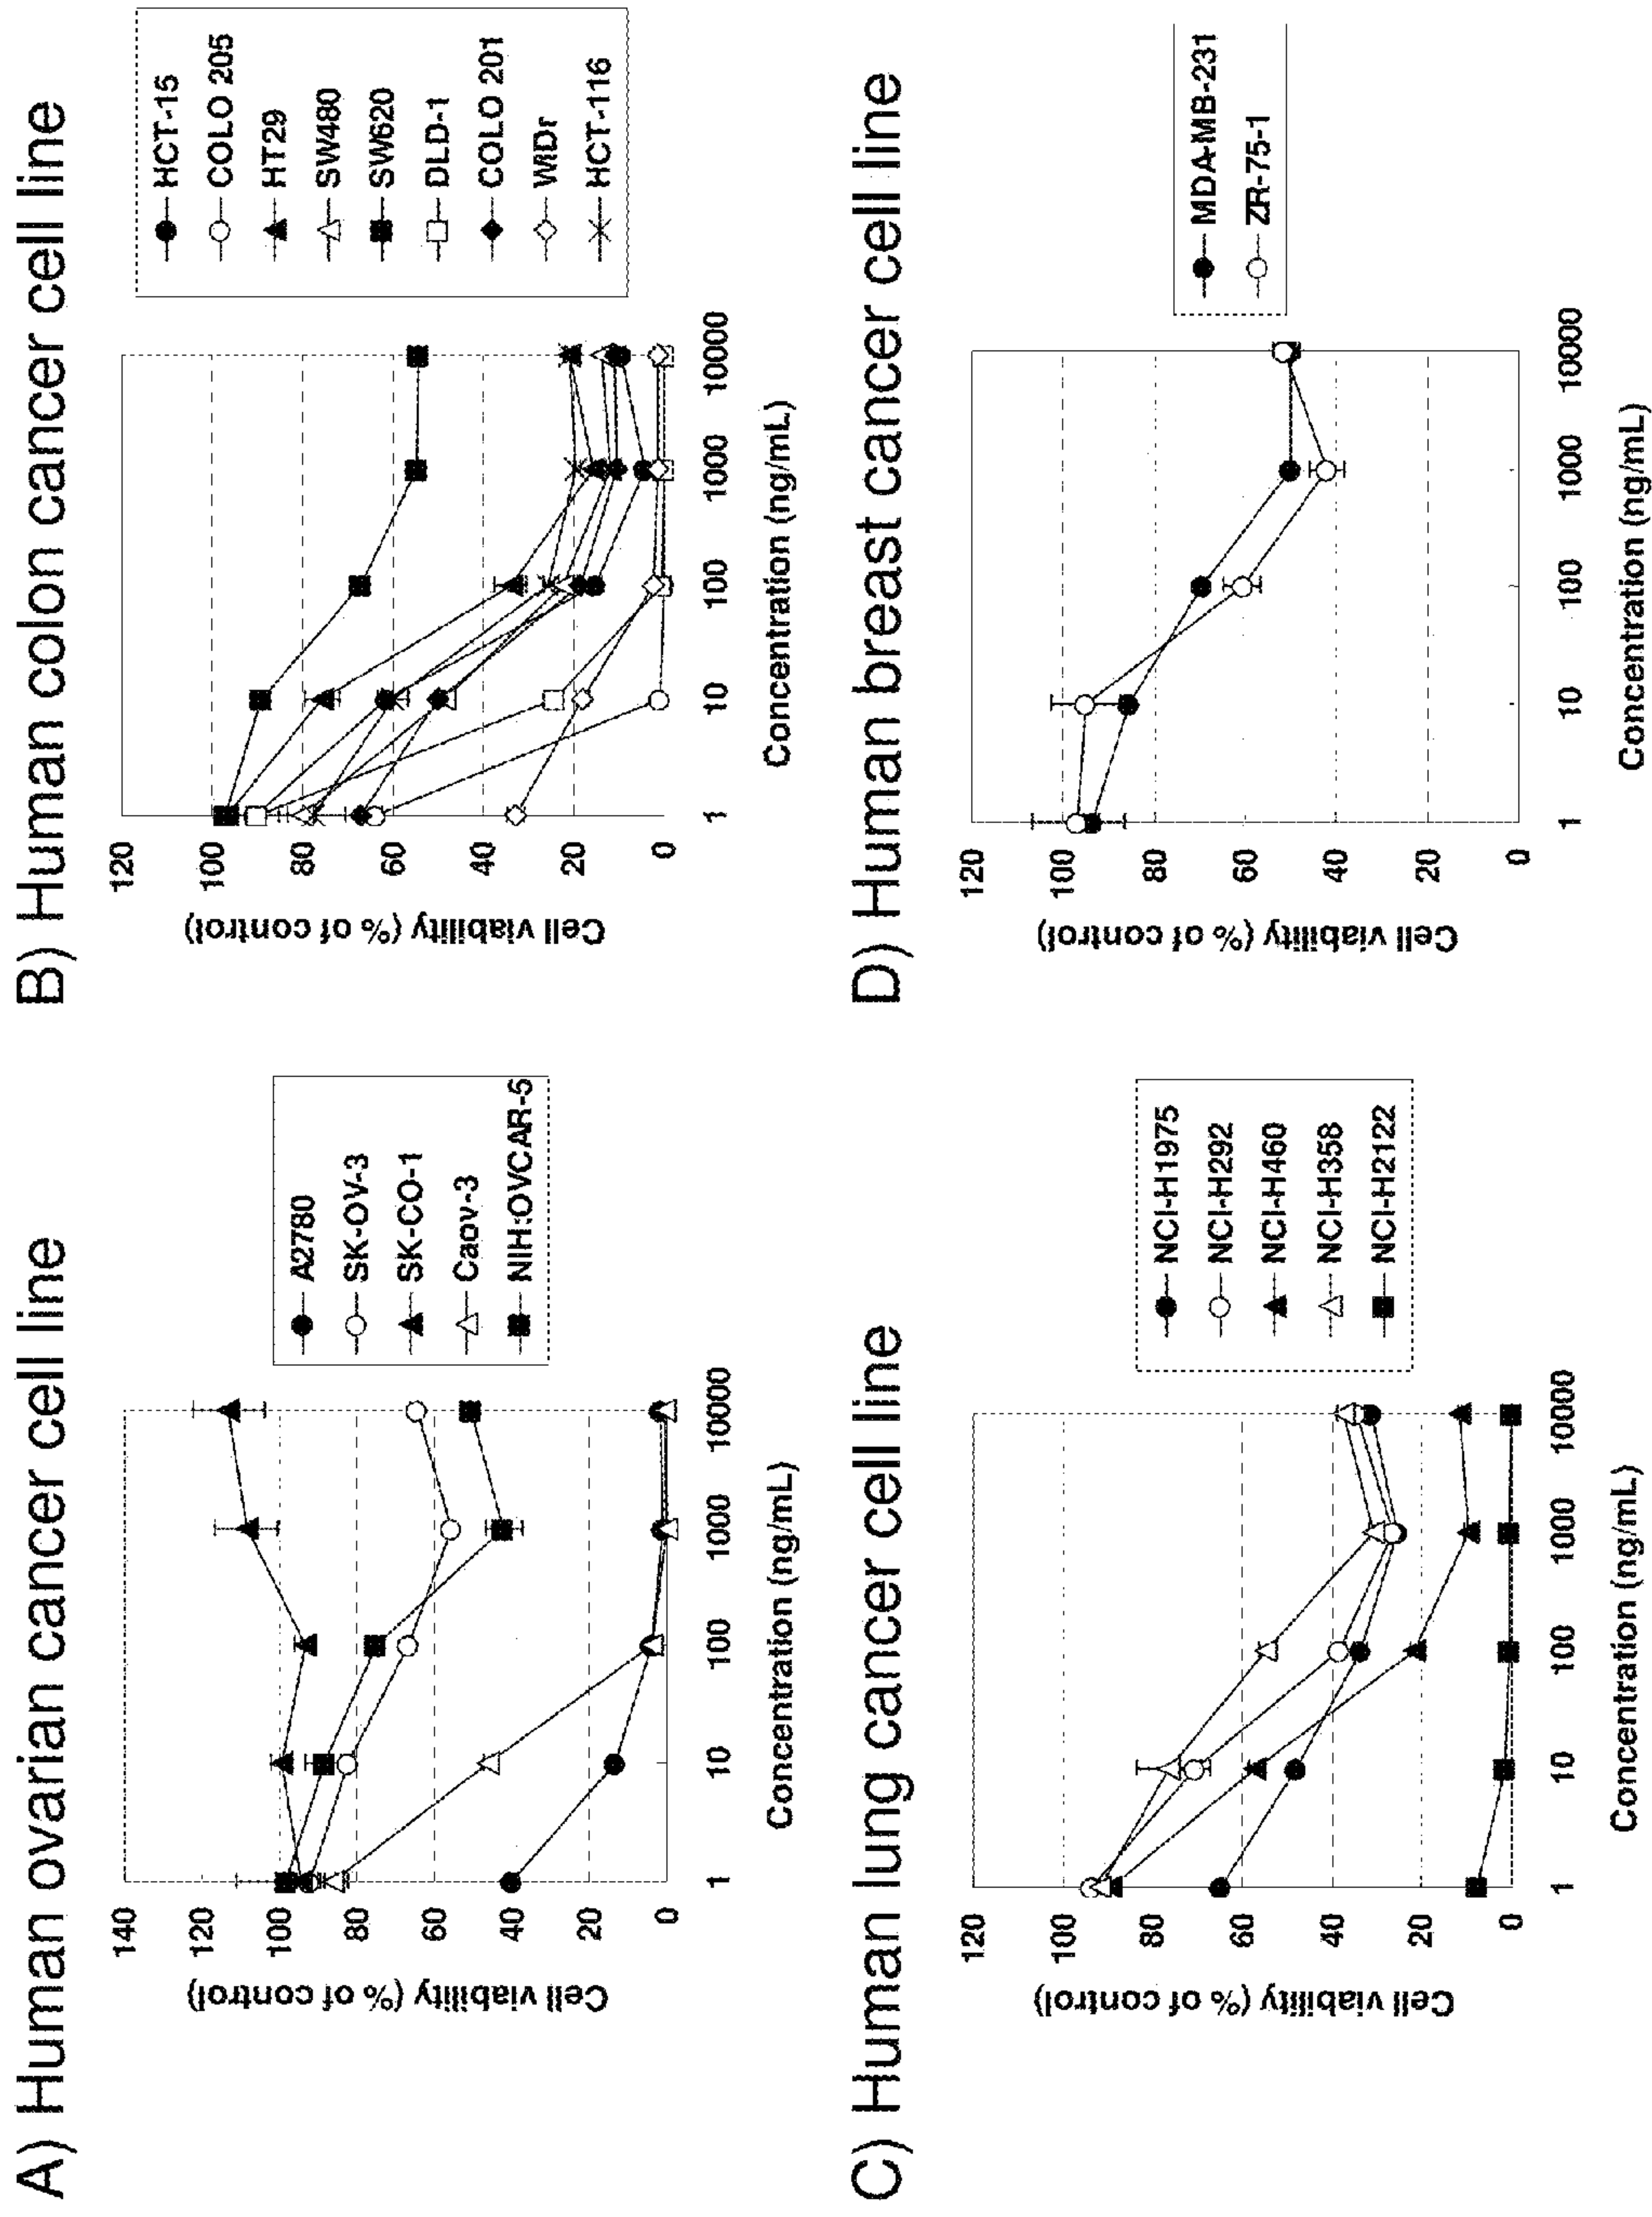 A) Human ovarian cancer cell line
Cell viability (% of control)
140
120
100
80
60
40
20
0
1
10
100
1000
10000
Concentration (ng/mL)
A2780
SK-OV-3
SK-CO-1
Caov-3
NIH:OVCAR-5
B) Human colon cancer cell line
Cell viability (% of control)
120
100
80
60
40
20
0
1
10
100
1000
10000
Concentration (ng/mL)
HCT-15
COLO 205
HT29
SW480
SW620
DLD-1
COLO 201
WiDr
HCT-116
C) Human lung cancer cell line
Cell viability (% of control)
120
100
80
60
40
20
0
1
10
100
1000
10000
Concentration (ng/mL)
NCI-H1975
NCI-H292
NCI-H460
NCI-H358
NCI-H2122
D) Human breast cancer cell line
Cell viability (% of control)
120
100
80
60
40
20
0
1
10
100
1000
10000
Concentration (ng/mL)
MDA-MB-231
ZR-75-1